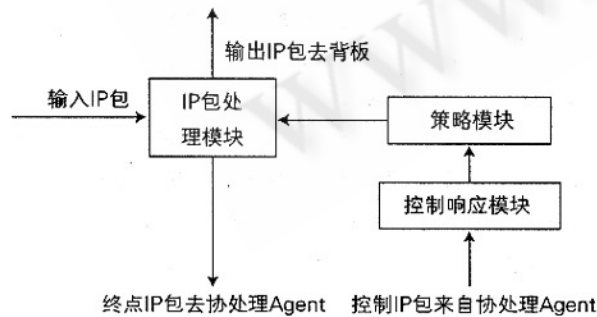 输出IP包去背板
输入IP包
IP包处
理模块
策略模块
控制响应模块
终点IP包去协处理Agent
控制IP包来自协处理Agent
WWW